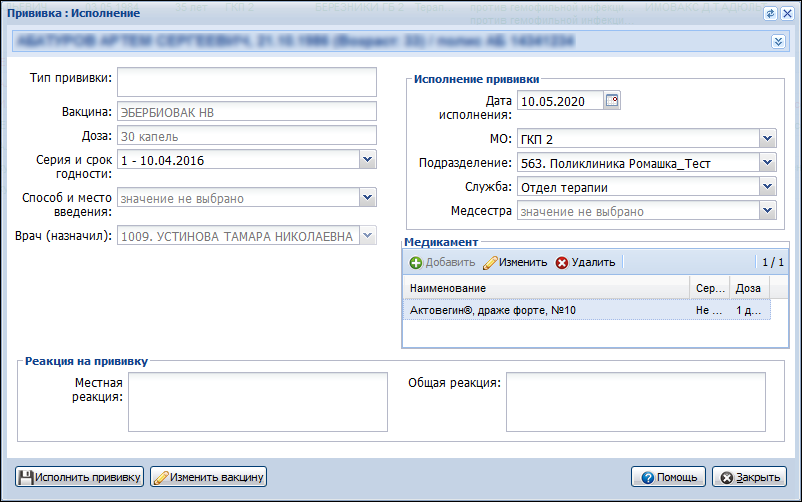 Прививка : Исполнение
Тип прививки:
Вакцина: ЭБЕРБИОВАК НВ
Доза: 30 капель
Серия и срок годности: 1 - 10.04.2016
Способ и место введения: значение не выбрано
Врач (назначил): 1009. УСТИНОВА ТАМАРА НИКОЛАЕВНА
Исполнение прививки
Дата исполнения: 10.05.2020
МО: ГКП 2
Подразделение: 563. Поликлиника Ромашка_Тест
Служба: Отдел терапии
Медсестра значение не выбрано
Медикамент
Добавить Изменить Удалить 1 / 1
Наименование Сер... Доза
Актовегин®, драже форте, №10 Не ... 1 д...
Реакция на прививку
Местная реакция:
Общая реакция:
Исполнить прививку Изменить вакцину Помощь Закрыть